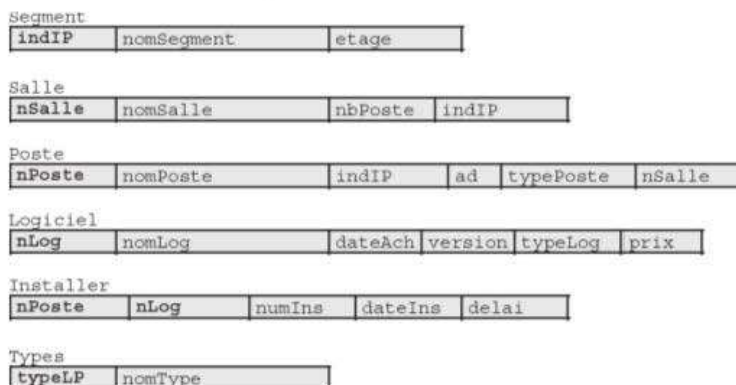 Segment
indIP nomSegment etage
Salle
nSalle nomSalle nbPoste indIP
Poste
nPoste nomPoste indIP ad typePoste nSalle
Logiciel
nLog nomLog dateAch version typeLog prix
Installer
nPoste nLog numIns dateIns delai
Types
typeLP nomType